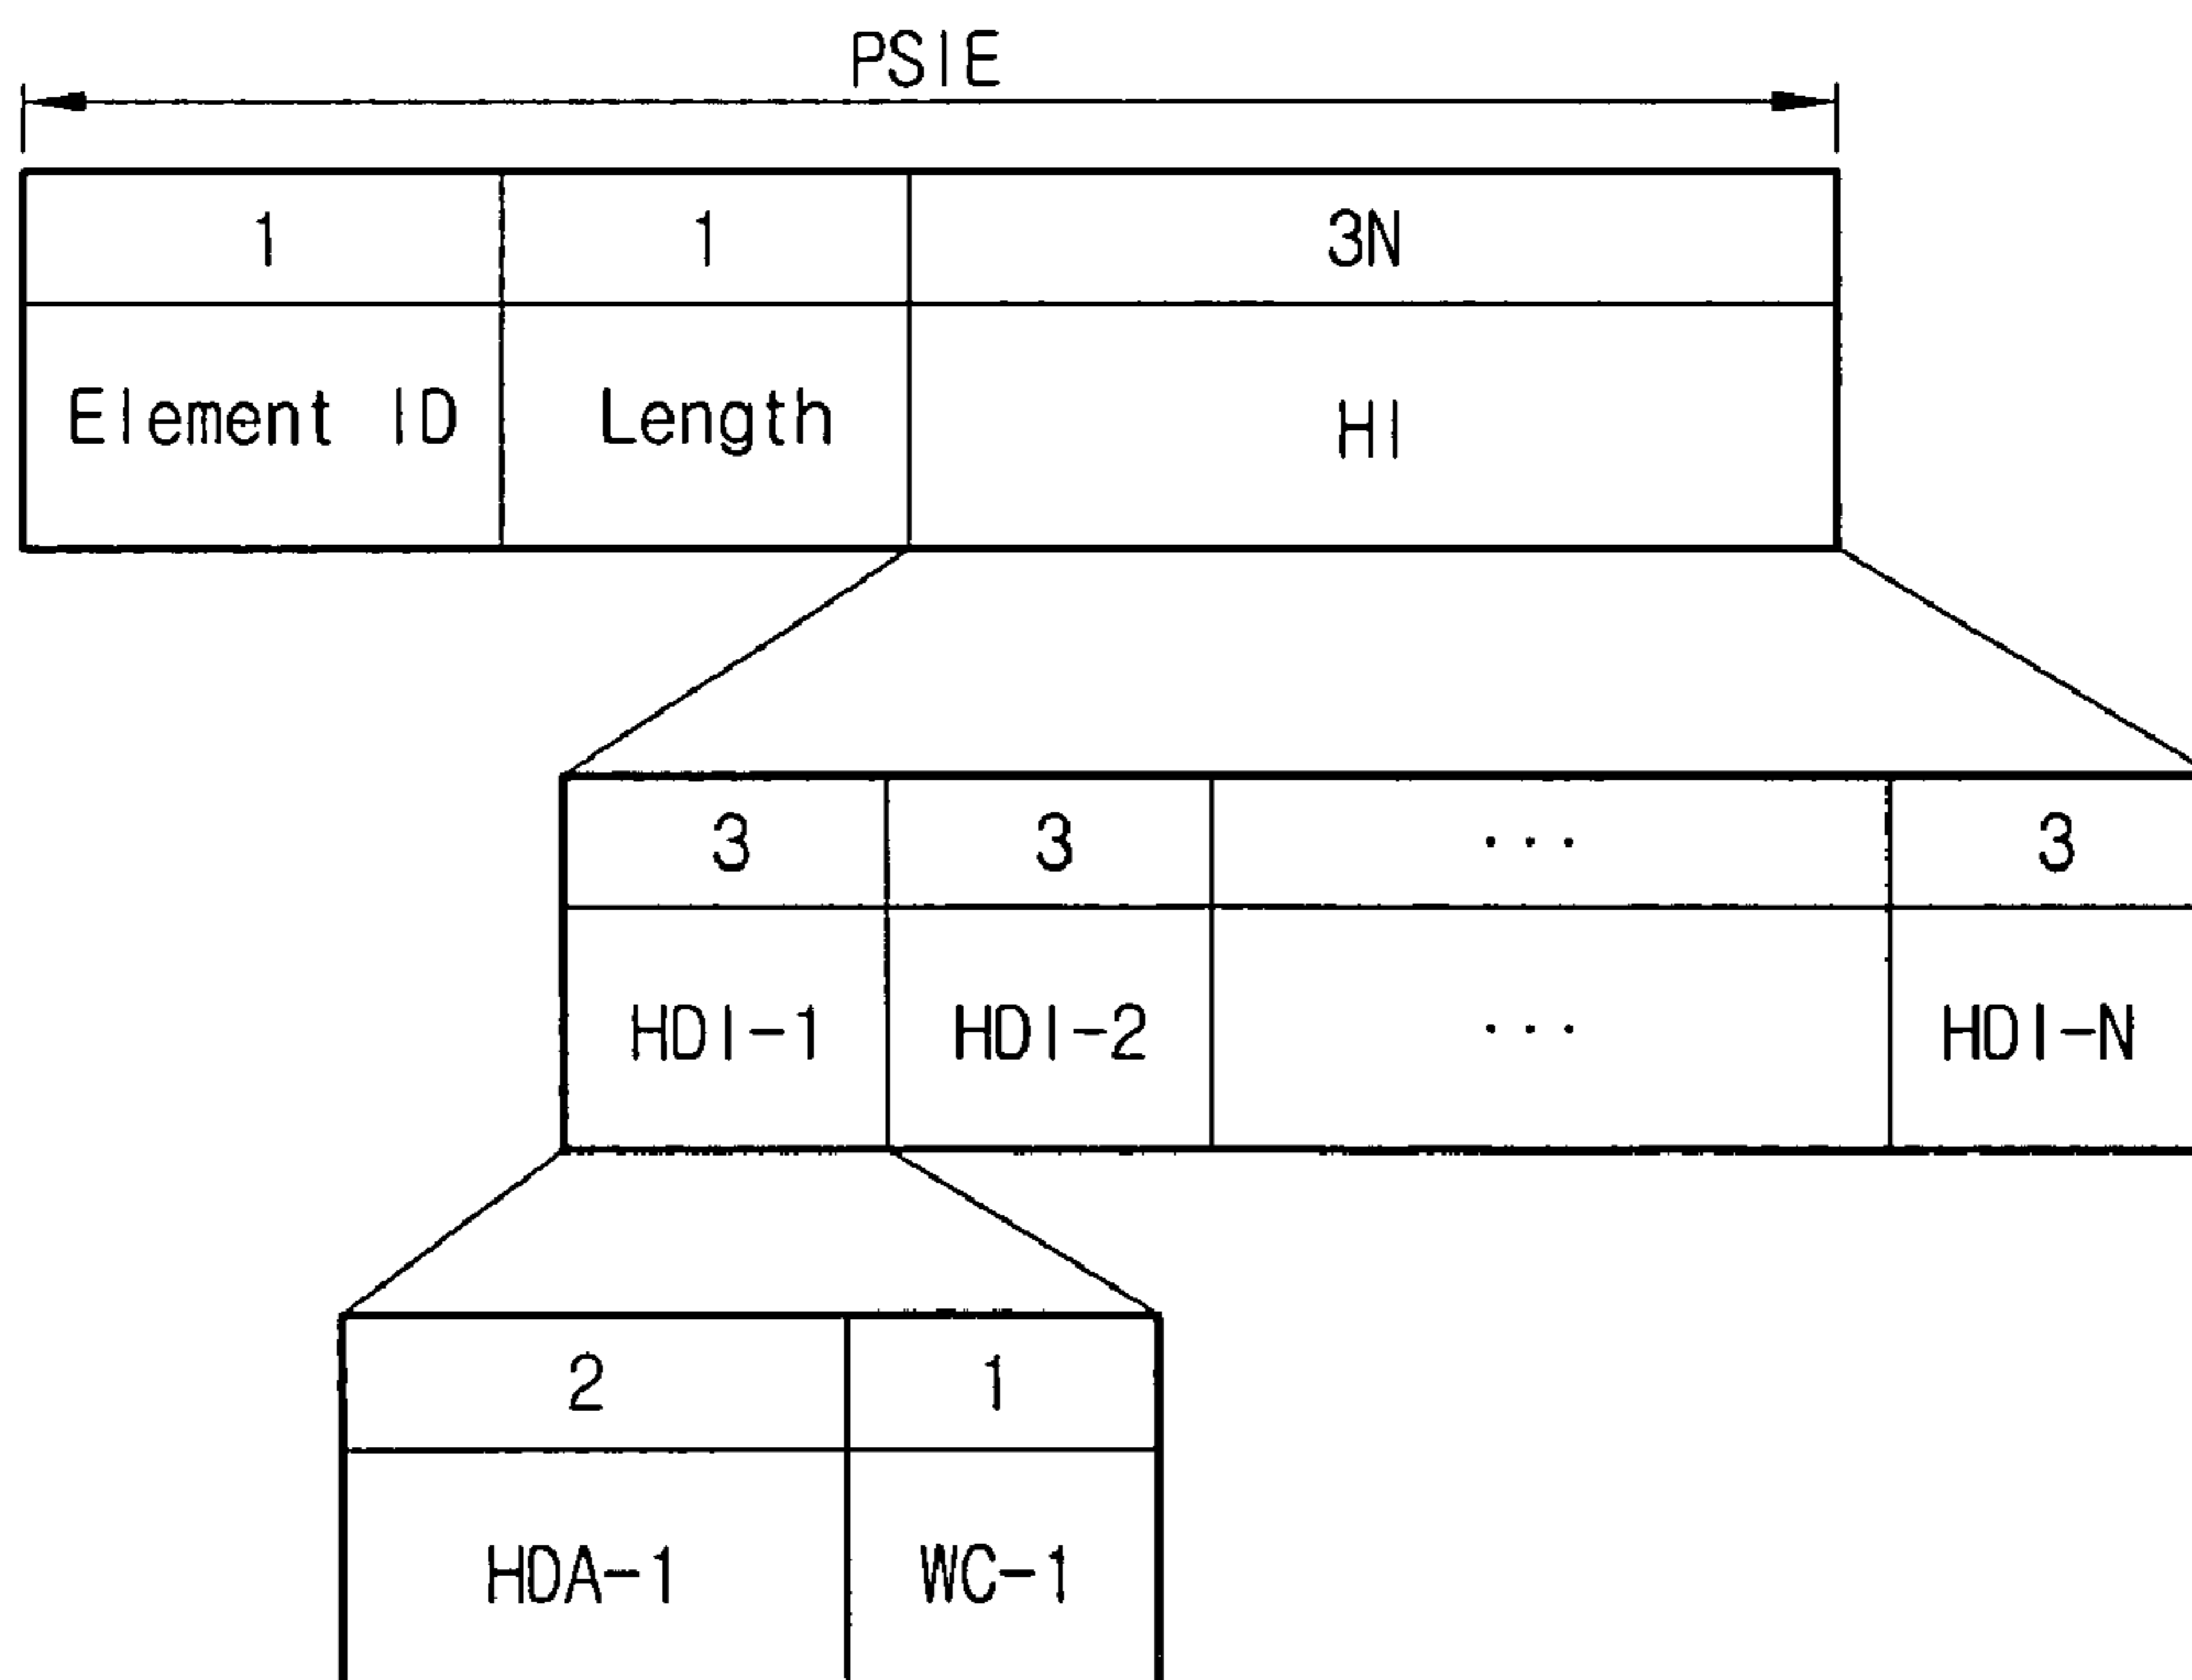 PSIE
1 1 3N
Element ID Length HI
3 3 ... 3
HDI-1 HDI-2 ... HDI-N
2 1
HDA-1 WC-1